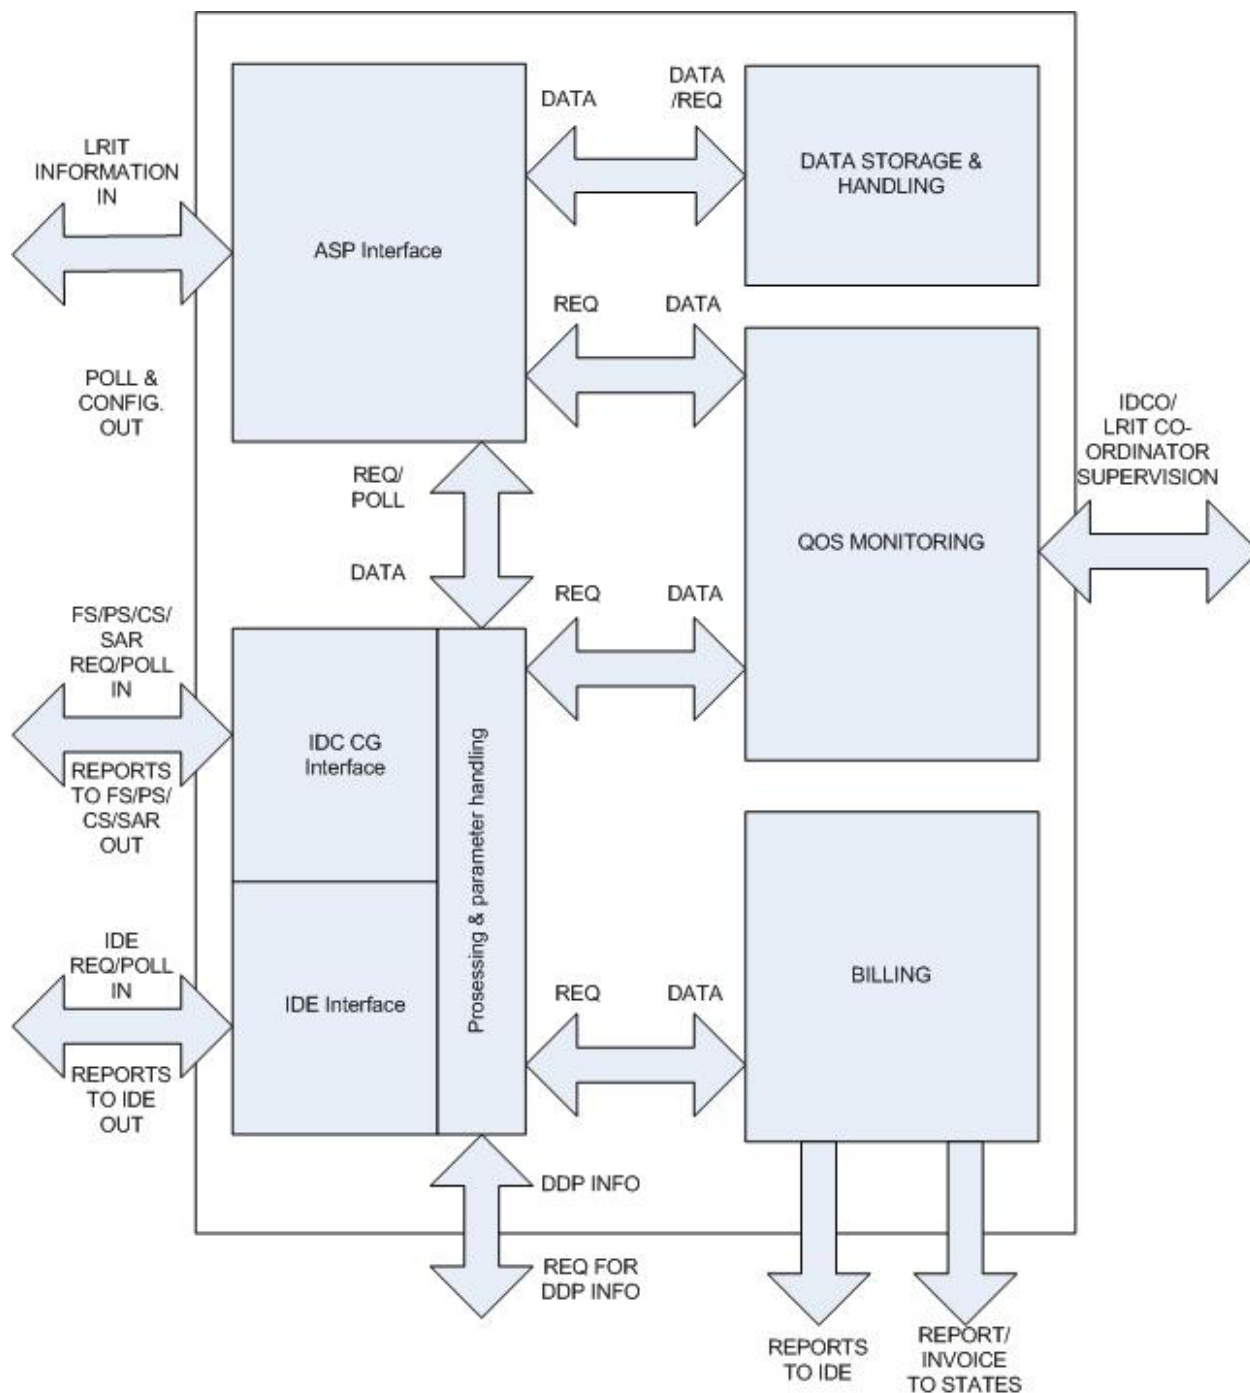 DATA
DATA
/REQ
LRIT
INFORMATION
IN
ASP Interface
DATA STORAGE &
HANDLING
REQ
DATA
POLL &
CONFIG.
OUT
IDCO/
LRIT CO-
ORDINATOR
SUPERVISION
REQ/
POLL
DATA
QOS MONITORING
REQ
DATA
FS/PS/CS/
SAR
REQ/POLL
IN
IDC CG
Interface
Prosessing & parameter handling
REPORTS
TO FS/PS/
CS/SAR
OUT
IDE
REQ/POLL
IN
IDE Interface
REQ
DATA
BILLING
REPORTS
TO IDE
OUT
DDP INFO
REQ FOR
DDP INFO
REPORTS
TO IDE
REPORT/
INVOICE
TO STATES